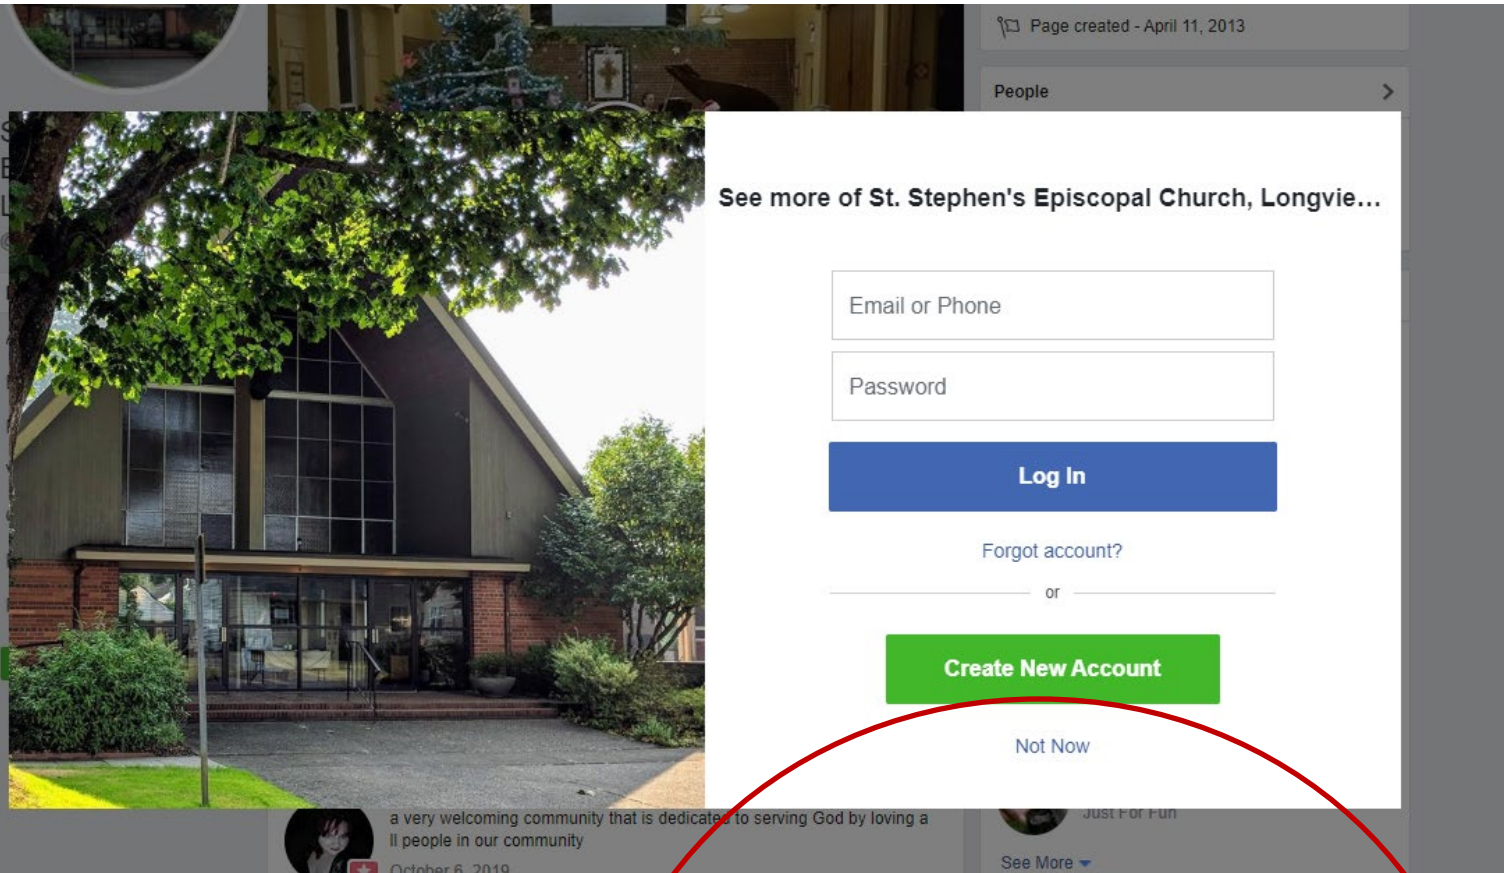 Page created - April 11, 2013
People
See more of St. Stephen's Episcopal Church, Longvie...
Email or Phone
Password
Log In
Forgot account?
or
Create New Account
Not Now
a very welcoming community that is dedicated to serving God by loving a
ll people in our community
October 6, 2019
Just For Fun
See More